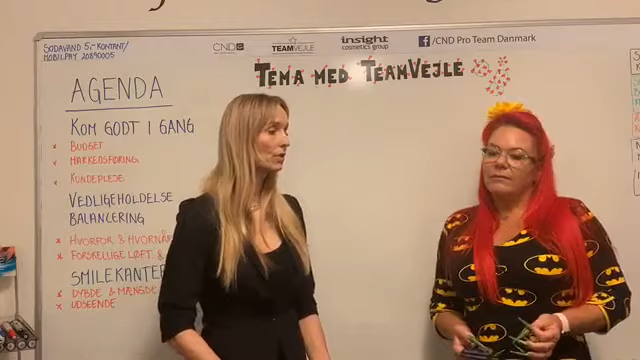 SODAVAND 5,- KONTANT/
MOBILPAY 20890005
CND
TEAMVEJLE
insight
cosmetics group
f /CND Pro Team Danmark
TEMA MED TEAMVEJLE
AGENDA
KOM GODT I GANG
x BUDGET
x MARKEDSFØRING
x KUNDEPLEJE
VEDLIGEHOLDELSE
BALANCERING
x HVORFOR & HVORNÅR
x FORSKELLIGE LØFT &
SMILEKANTE
x DYBDE & MÆNGDE
x UDSEENDE